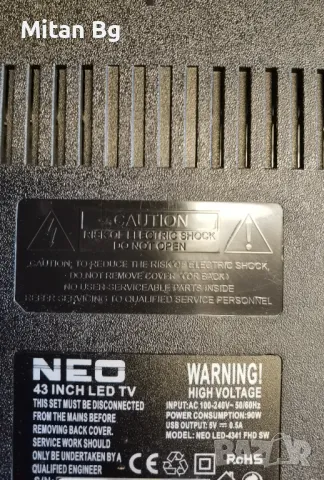 Mitan Bg
CAUTION
RISK OF ELECTRIC SHOCK
DO NOT OPEN
CAUTION: TO REDUCE THE RISK OF ELECTRIC SHOCK,
DO NOT REMOVE COVER (OR BACK)
NO USER-SERVICEABLE PARTS INSIDE
REFER SERVICING TO QUALIFIED SERVICE PERSONNEL
NEO
43 INCH LED TV
THIS SET MUST BE DISCONNECTED
FROM THE MAINS BEFORE
REMOVING BACK COVER.
SERVICE WORK SHOULD
ONLY BE UNDERTAKEN BY A
QUALIFIED ENGINEER
WARNING!
HIGH VOLTAGE
INPUT:AC 100-240V~ 50/60Hz
POWER CONSUMPTION:90W
USB OUTPUT: 5V ⎓ 0.5A
MODEL: NEO LED-4341 FHD SW
CE
RoHS